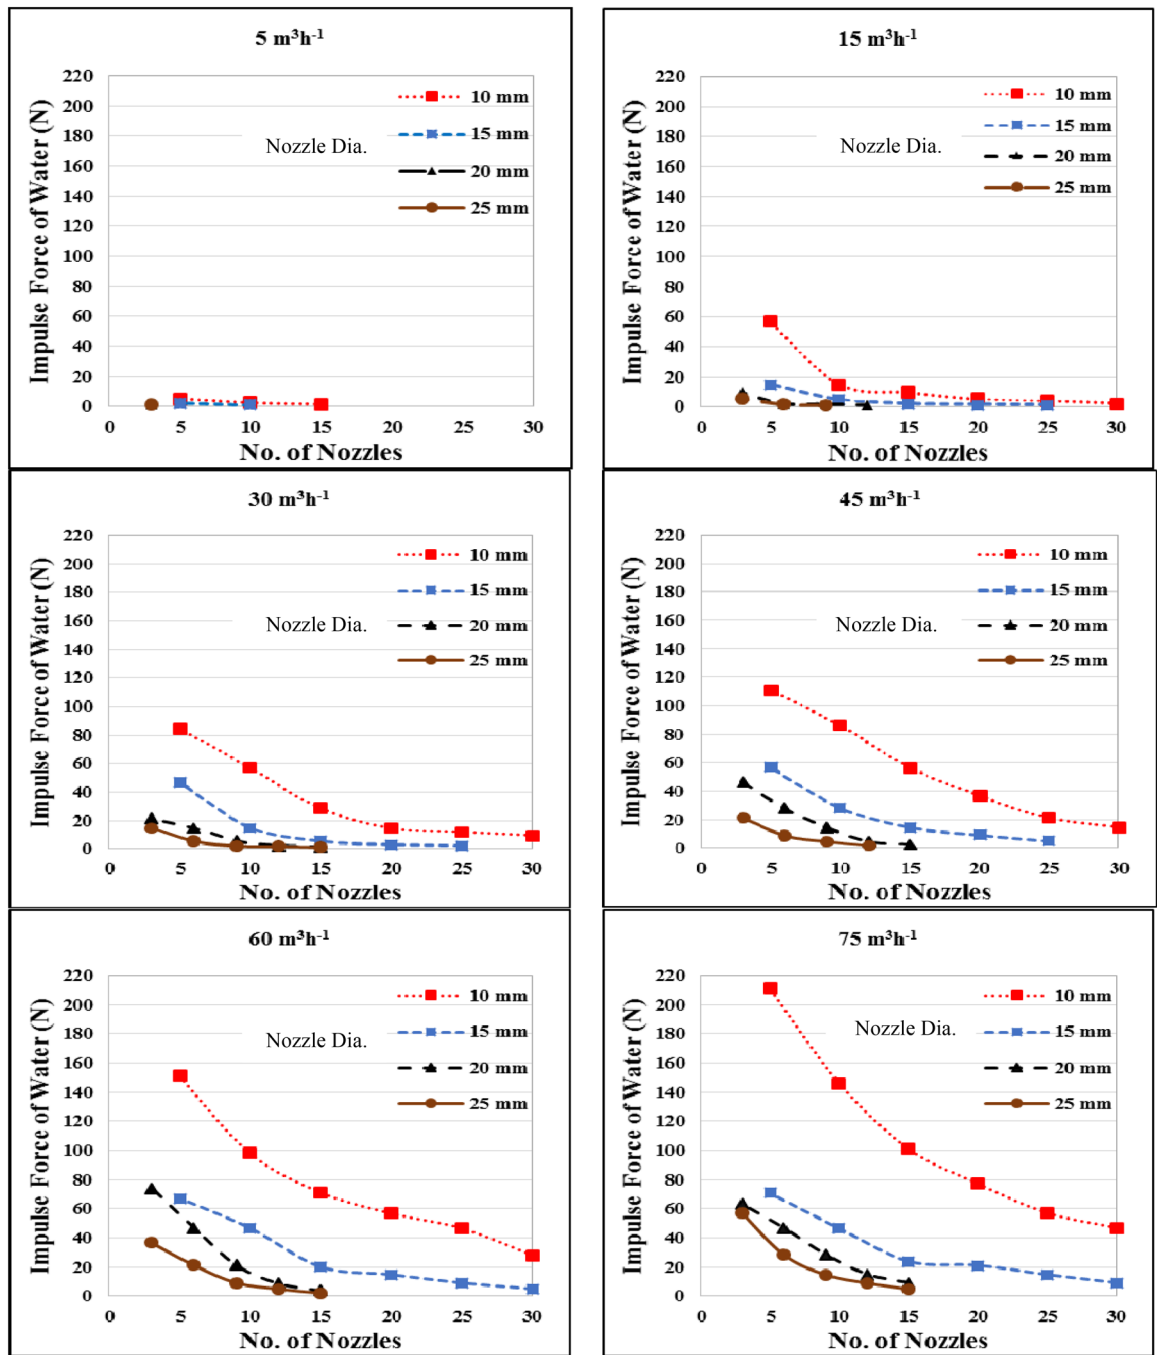 5 m³h⁻¹
Impulse Force of Water (N)
220
200
180
160
140
120
100
80
60
40
20
0
Nozzle Dia.
10 mm
15 mm
20 mm
25 mm
0 5 10 15 20 25 30
No. of Nozzles
15 m³h⁻¹
Impulse Force of Water (N)
220
200
180
160
140
120
100
80
60
40
20
0
Nozzle Dia.
10 mm
15 mm
20 mm
25 mm
0 5 10 15 20 25 30
No. of Nozzles
30 m³h⁻¹
Impulse Force of Water (N)
220
200
180
160
140
120
100
80
60
40
20
0
Nozzle Dia.
10 mm
15 mm
20 mm
25 mm
0 5 10 15 20 25 30
No. of Nozzles
45 m³h⁻¹
Impulse Force of Water (N)
220
200
180
160
140
120
100
80
60
40
20
0
Nozzle Dia.
10 mm
15 mm
20 mm
25 mm
0 5 10 15 20 25 30
No. of Nozzles
60 m³h⁻¹
Impulse Force of Water (N)
220
200
180
160
140
120
100
80
60
40
20
0
Nozzle Dia.
10 mm
15 mm
20 mm
25 mm
0 5 10 15 20 25 30
No. of Nozzles
75 m³h⁻¹
Impulse Force of Water (N)
220
200
180
160
140
120
100
80
60
40
20
0
Nozzle Dia.
10 mm
15 mm
20 mm
25 mm
0 5 10 15 20 25 30
No. of Nozzles